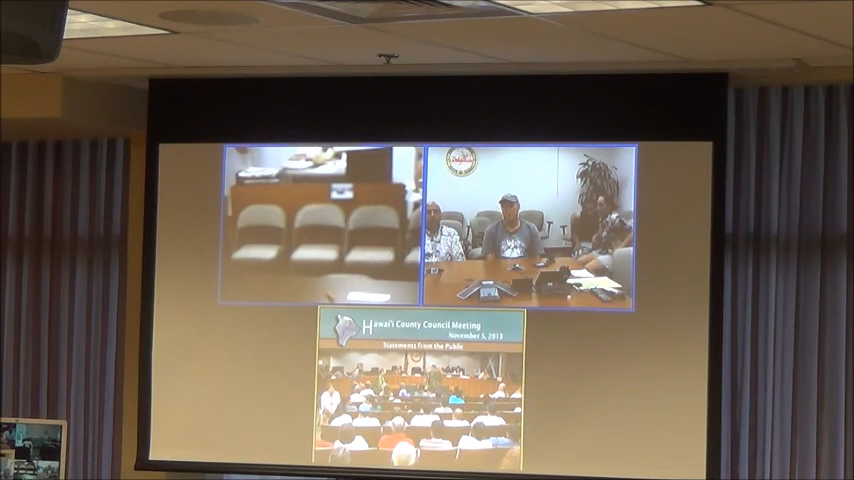 Hawai'i County Council Meeting
November 5, 2013
Statements from the Public